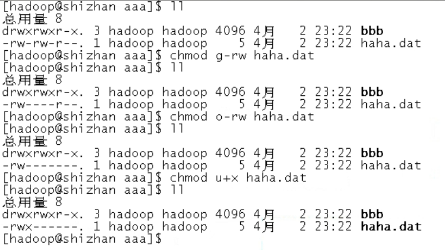 [hadoop@shizhan aaa]$ ll
总用量 8
drwxrwxr-x. 3 hadoop hadoop 4096 4月   2 23:22 bbb
-rw-rw-r--. 1 hadoop hadoop    5 4月   2 23:22 haha.dat
[hadoop@shizhan aaa]$ chmod g-rw haha.dat
[hadoop@shizhan aaa]$ ll
总用量 8
drwxrwxr-x. 3 hadoop hadoop 4096 4月   2 23:22 bbb
-rw----r--. 1 hadoop hadoop    5 4月   2 23:22 haha.dat
[hadoop@shizhan aaa]$ chmod o-rw haha.dat
[hadoop@shizhan aaa]$ ll
总用量 8
drwxrwxr-x. 3 hadoop hadoop 4096 4月   2 23:22 bbb
-rw-------. 1 hadoop hadoop    5 4月   2 23:22 haha.dat
[hadoop@shizhan aaa]$ chmod u+x haha.dat
[hadoop@shizhan aaa]$ ll
总用量 8
drwxrwxr-x. 3 hadoop hadoop 4096 4月   2 23:22 bbb
-rwx------. 1 hadoop hadoop    5 4月   2 23:22 haha.dat
[hadoop@shizhan aaa]$